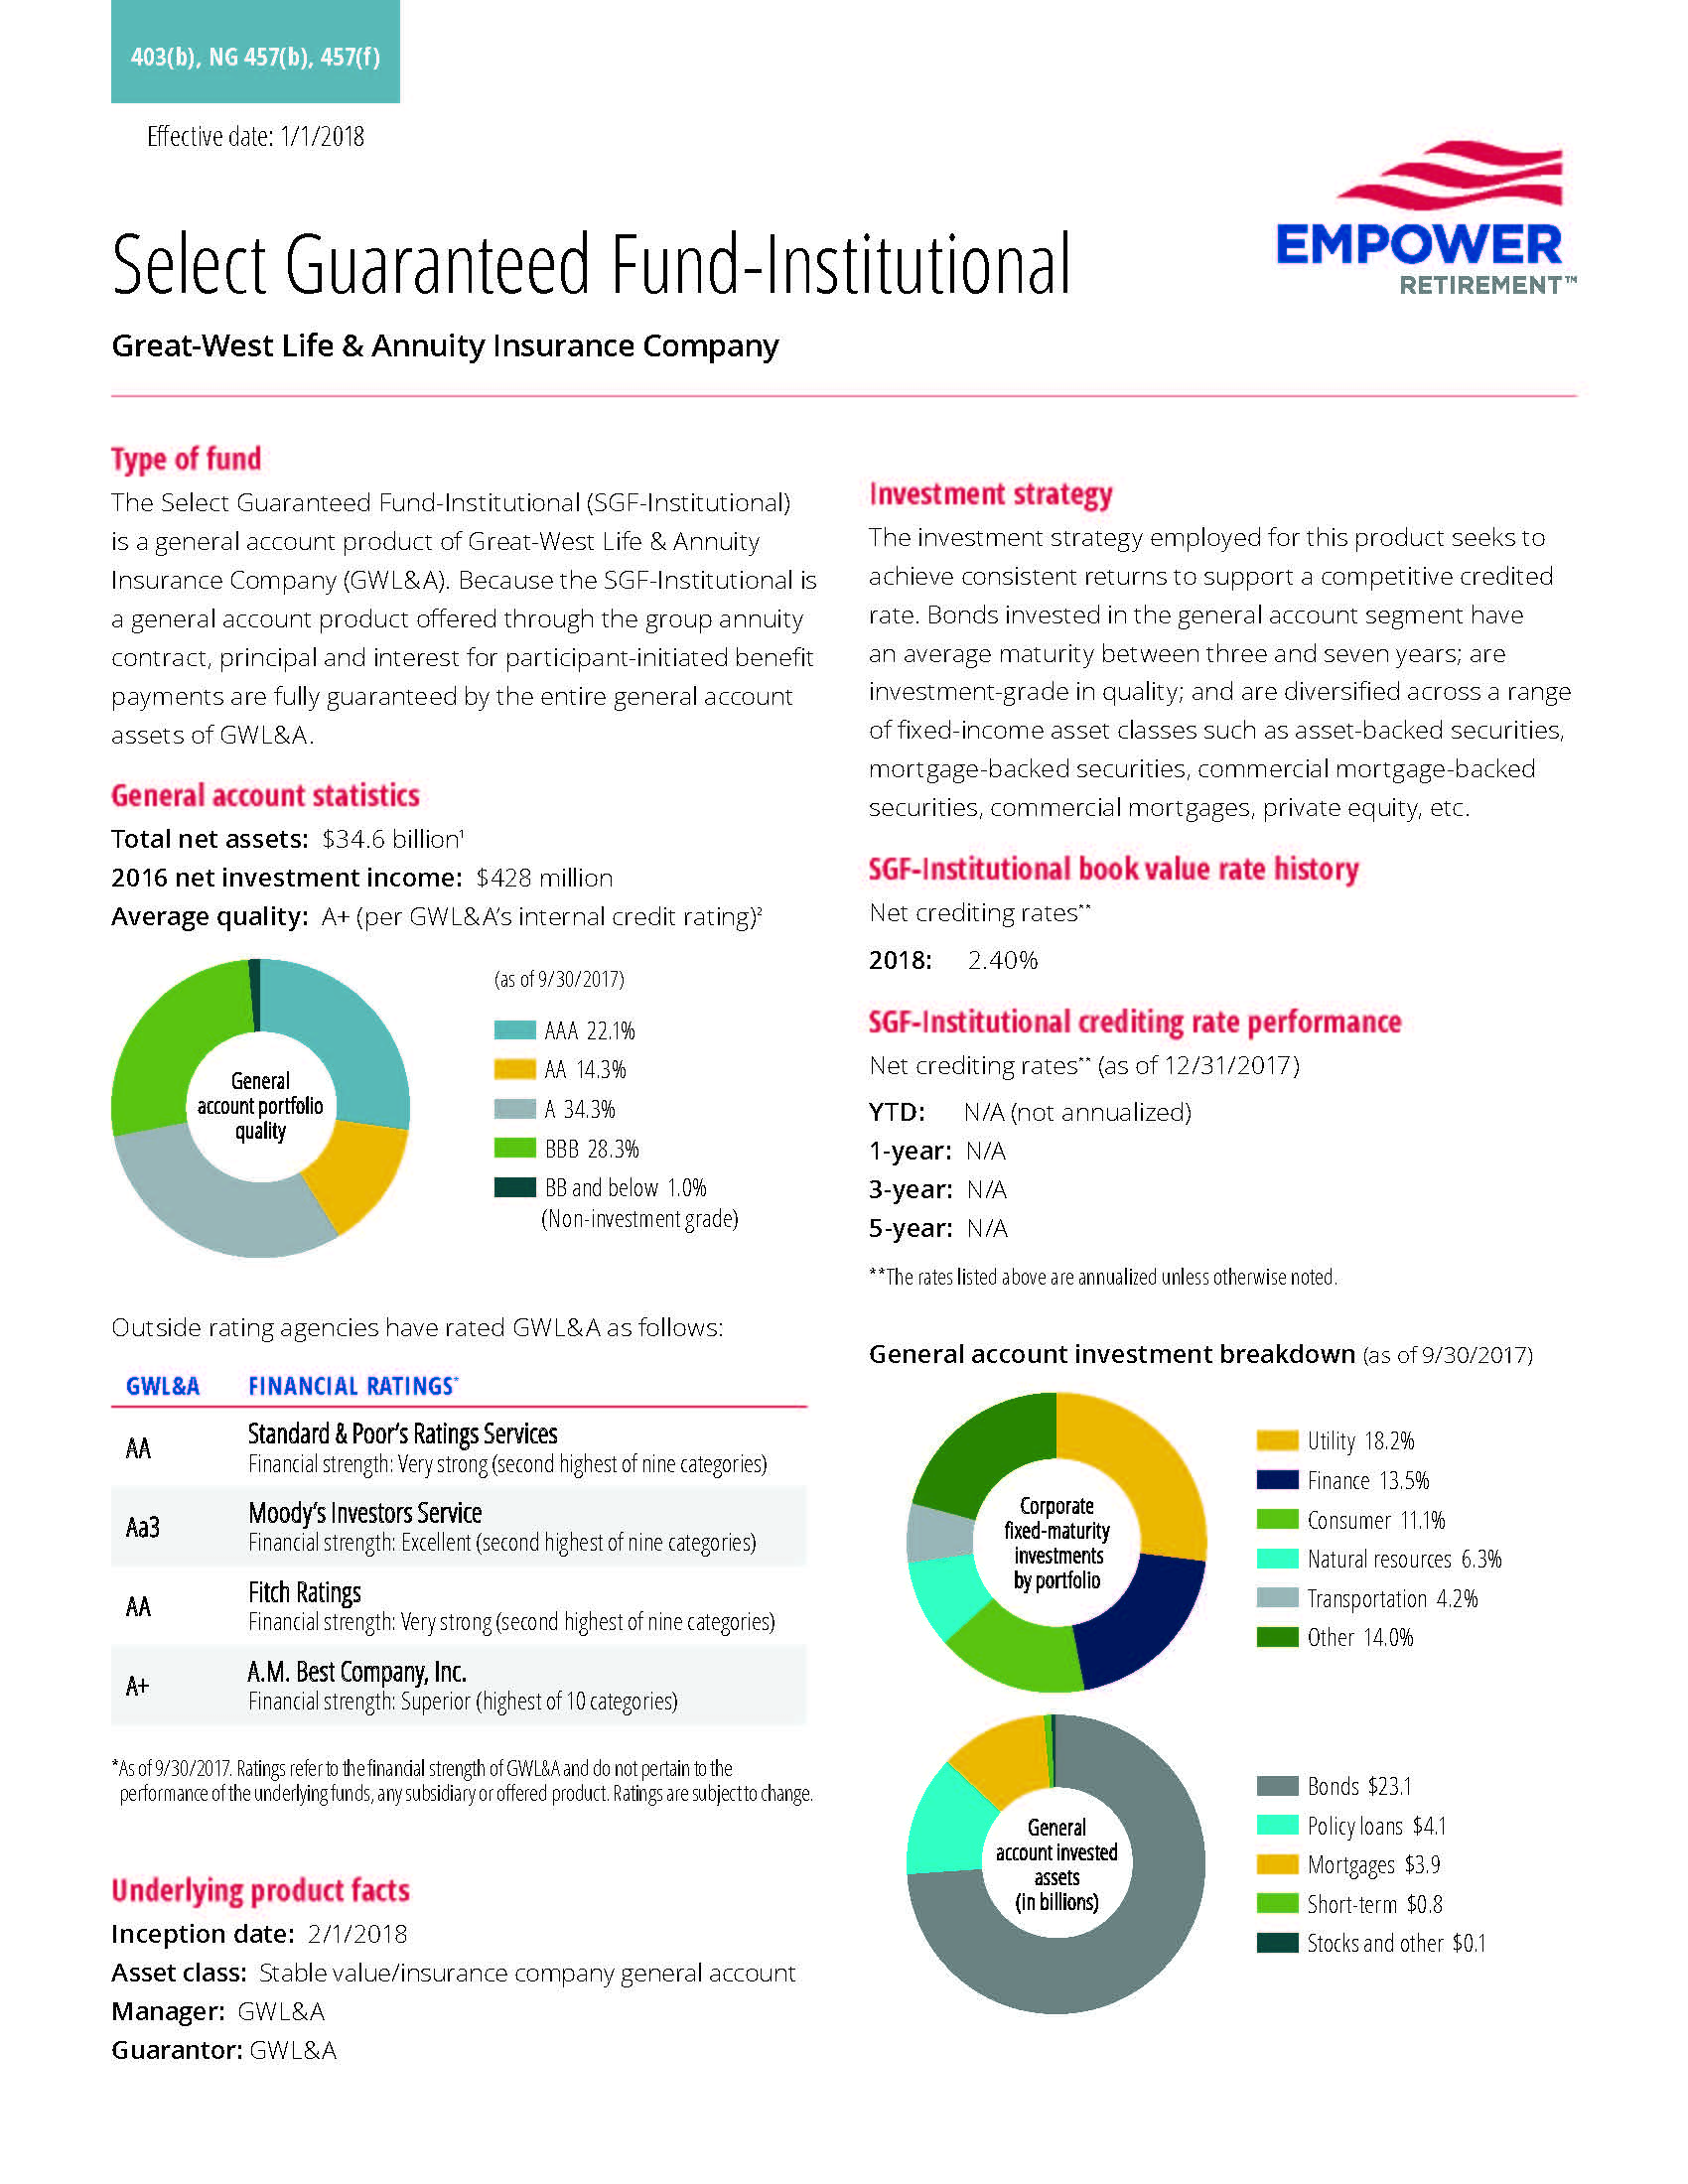 403(b), NG 457(b), 457(f)
Effective date: 1/1/2018
EMPOWER
RETIREMENT™
Select Guaranteed Fund-Institutional
Great-West Life & Annuity Insurance Company
Type of fund
The Select Guaranteed Fund-Institutional (SGF-Institutional)
is a general account product of Great-West Life & Annuity
Insurance Company (GWL&A). Because the SGF-Institutional is
a general account product offered through the group annuity
contract, principal and interest for participant-initiated benefit
payments are fully guaranteed by the entire general account
assets of GWL&A.
General account statistics
Total net assets: $34.6 billion¹
2016 net investment income: $428 million
Average quality: A+ (per GWL&A's internal credit rating)²
General
account portfolio
quality
(as of 9/30/2017)
AAA 22.1%
AA 14.3%
A 34.3%
BBB 28.3%
BB and below 1.0%
(Non-investment grade)
Outside rating agencies have rated GWL&A as follows:
GWL&A FINANCIAL RATINGS*
AA
Standard & Poor's Ratings Services
Financial strength: Very strong (second highest of nine categories)
Aa3
Moody's Investors Service
Financial strength: Excellent (second highest of nine categories)
AA
Fitch Ratings
Financial strength: Very strong (second highest of nine categories)
A+
A.M. Best Company, Inc.
Financial strength: Superior (highest of 10 categories)
*As of 9/30/2017. Ratings refer to the financial strength of GWL&A and do not pertain to the
performance of the underlying funds, any subsidiary or offered product. Ratings are subject to change.
Underlying product facts
Inception date: 2/1/2018
Asset class: Stable value/insurance company general account
Manager: GWL&A
Guarantor: GWL&A
Investment strategy
The investment strategy employed for this product seeks to
achieve consistent returns to support a competitive credited
rate. Bonds invested in the general account segment have
an average maturity between three and seven years; are
investment-grade in quality; and are diversified across a range
of fixed-income asset classes such as asset-backed securities,
mortgage-backed securities, commercial mortgage-backed
securities, commercial mortgages, private equity, etc.
SGF-Institutional book value rate history
Net crediting rates**
2018: 2.40%
SGF-Institutional crediting rate performance
Net crediting rates** (as of 12/31/2017)
YTD: N/A (not annualized)
1-year: N/A
3-year: N/A
5-year: N/A
**The rates listed above are annualized unless otherwise noted.
General account investment breakdown (as of 9/30/2017)
Corporate
fixed-maturity
investments
by portfolio
Utility 18.2%
Finance 13.5%
Consumer 11.1%
Natural resources 6.3%
Transportation 4.2%
Other 14.0%
General
account invested
assets
(in billions)
Bonds $23.1
Policy loans $4.1
Mortgages $3.9
Short-term $0.8
Stocks and other $0.1